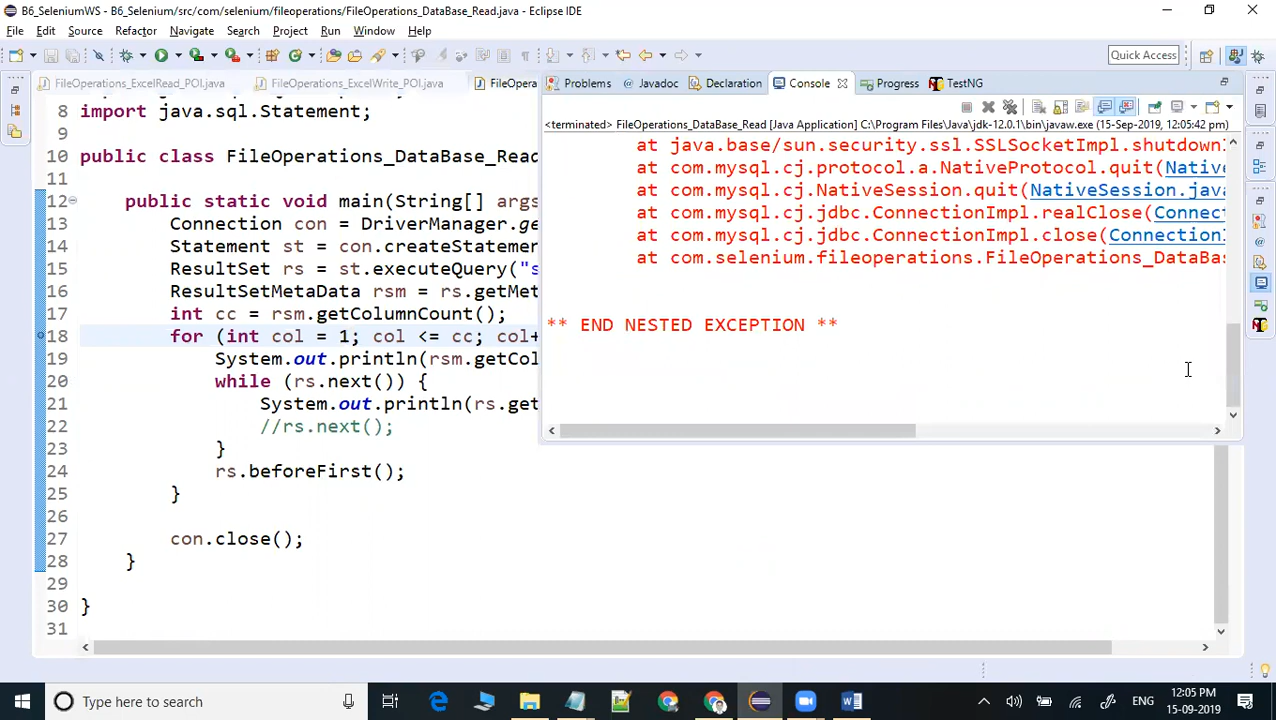 B6_SeleniumWS - B6_Selenium/src/com/selenium/fileoperations/FileOperations_DataBase_Read.java - Eclipse IDE
File Edit Source Refactor Navigate Search Project Run Window Help
Quick Access
FileOperations_ExcelRead_POI.java FileOperations_ExcelWrite_POI.java FileOpera
Problems Javadoc Declaration Console Progress TestNG
<terminated> FileOperations_DataBase_Read [Java Application] C:\Program Files\Java\jdk-12.0.1\bin\javaw.exe (15-Sep-2019, 12:05:42 pm)
at java.base/sun.security.ssl.SSLSocketImpl.shutdownI
at com.mysql.cj.protocol.a.NativeProtocol.quit(Native
at com.mysql.cj.NativeSession.quit(NativeSession.java
at com.mysql.cj.jdbc.ConnectionImpl.realClose(Connect
at com.mysql.cj.jdbc.ConnectionImpl.close(ConnectionI
at com.selenium.fileoperations.FileOperations_DataBas
** END NESTED EXCEPTION **
8 import java.sql.Statement;
9
10 public class FileOperations_DataBase_Read
11
12 public static void main(String[] args
13 Connection con = DriverManager.ge
14 Statement st = con.createStatemen
15 ResultSet rs = st.executeQuery("s
16 ResultSetMetaData rsm = rs.getMet
17 int cc = rsm.getColumnCount();
18 for (int col = 1; col <= cc; col+
19 System.out.println(rsm.getCol
20 while (rs.next()) {
21 System.out.println(rs.get
22 //rs.next();
23 }
24 rs.beforeFirst();
25 }
26
27 con.close();
28 }
29
30 }
31
Type here to search
ENG
12:05 PM
15-09-2019